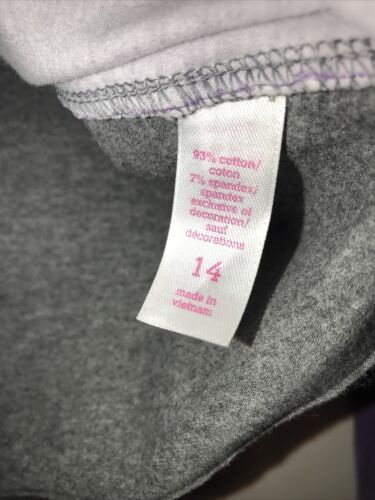 93% cotton/
coton
7% spandex/
spandex
exclusive of
decoration/
sauf
décorations
14
made in
vietnam